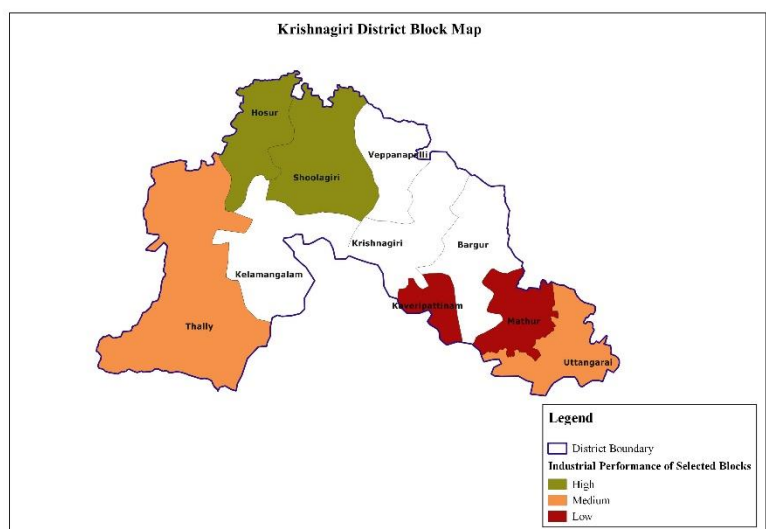 Krishnagiri District Block Map
Hosur
Veppanapalli
Shoolagiri
Krishnagiri
Bargur
Kelamangalam
Kaveripattinam
Mathur
Thally
Uttangarai
Legend
District Boundary
Industrial Performance of Selected Blocks
High
Medium
Low